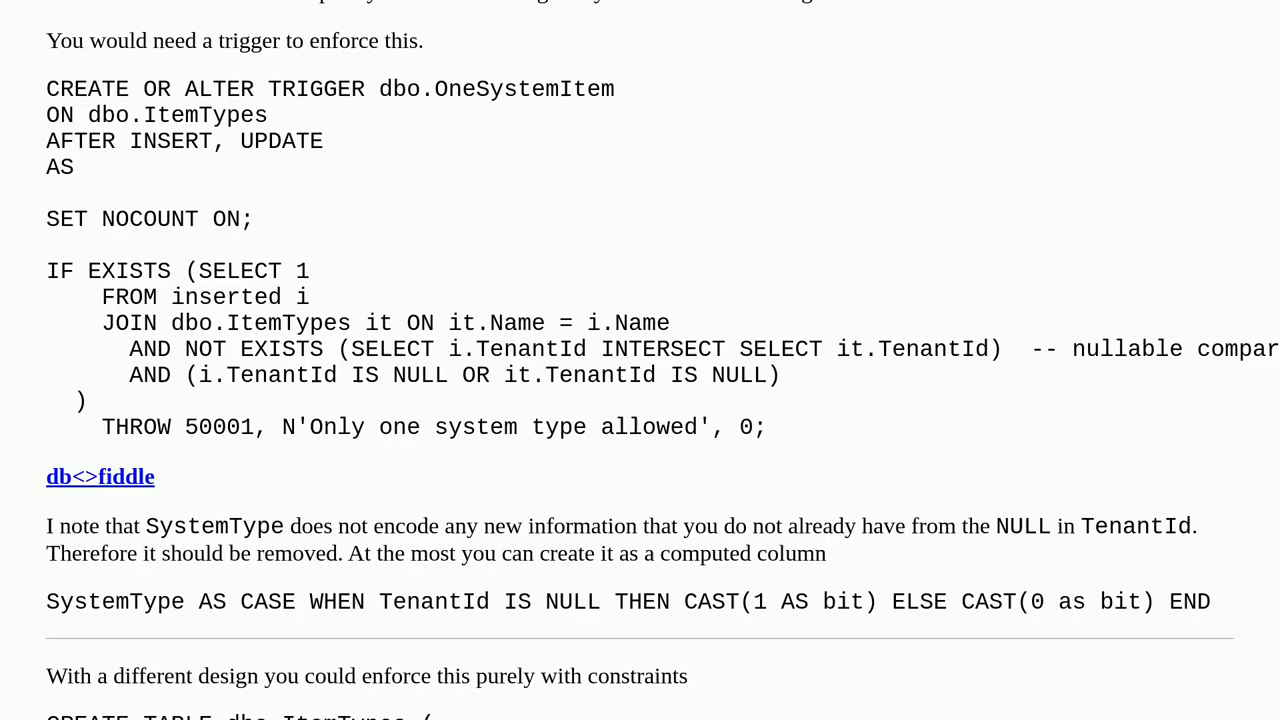 You would need a trigger to enforce this.
CREATE OR ALTER TRIGGER dbo.OneSystemItem
ON dbo.ItemTypes
AFTER INSERT, UPDATE
AS
SET NOCOUNT ON;
IF EXISTS (SELECT 1
    FROM inserted i
    JOIN dbo.ItemTypes it ON it.Name = i.Name
      AND NOT EXISTS (SELECT i.TenantId INTERSECT SELECT it.TenantId)  -- nullable compar
      AND (i.TenantId IS NULL OR it.TenantId IS NULL)
  )
    THROW 50001, N'Only one system type allowed', 0;
db<>fiddle
I note that SystemType does not encode any new information that you do not already have from the NULL in TenantId.
Therefore it should be removed. At the most you can create it as a computed column
SystemType AS CASE WHEN TenantId IS NULL THEN CAST(1 AS bit) ELSE CAST(0 as bit) END
With a different design you could enforce this purely with constraints
CREATE TABLE dbo.ItemTypes (